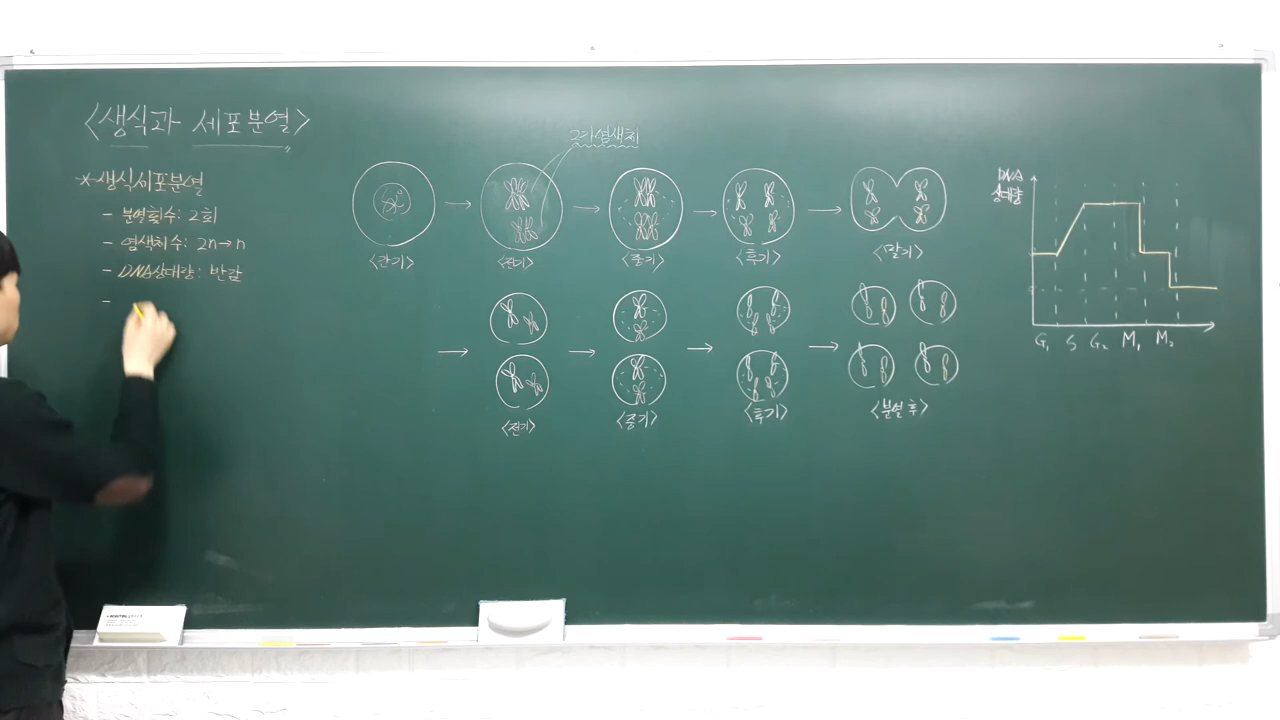 <생식과 세포분열>
*생식세포분열
- 분열횟수: 2회
- 염색체수: 2n→n
- DNA상대량: 반감
-
2가염색체
<간기>
<전기>
<중기>
<후기>
<말기>
<전기>
<중기>
<후기>
<분열 후>
DNA
상대량
G₁ S G₂ M₁ M₂